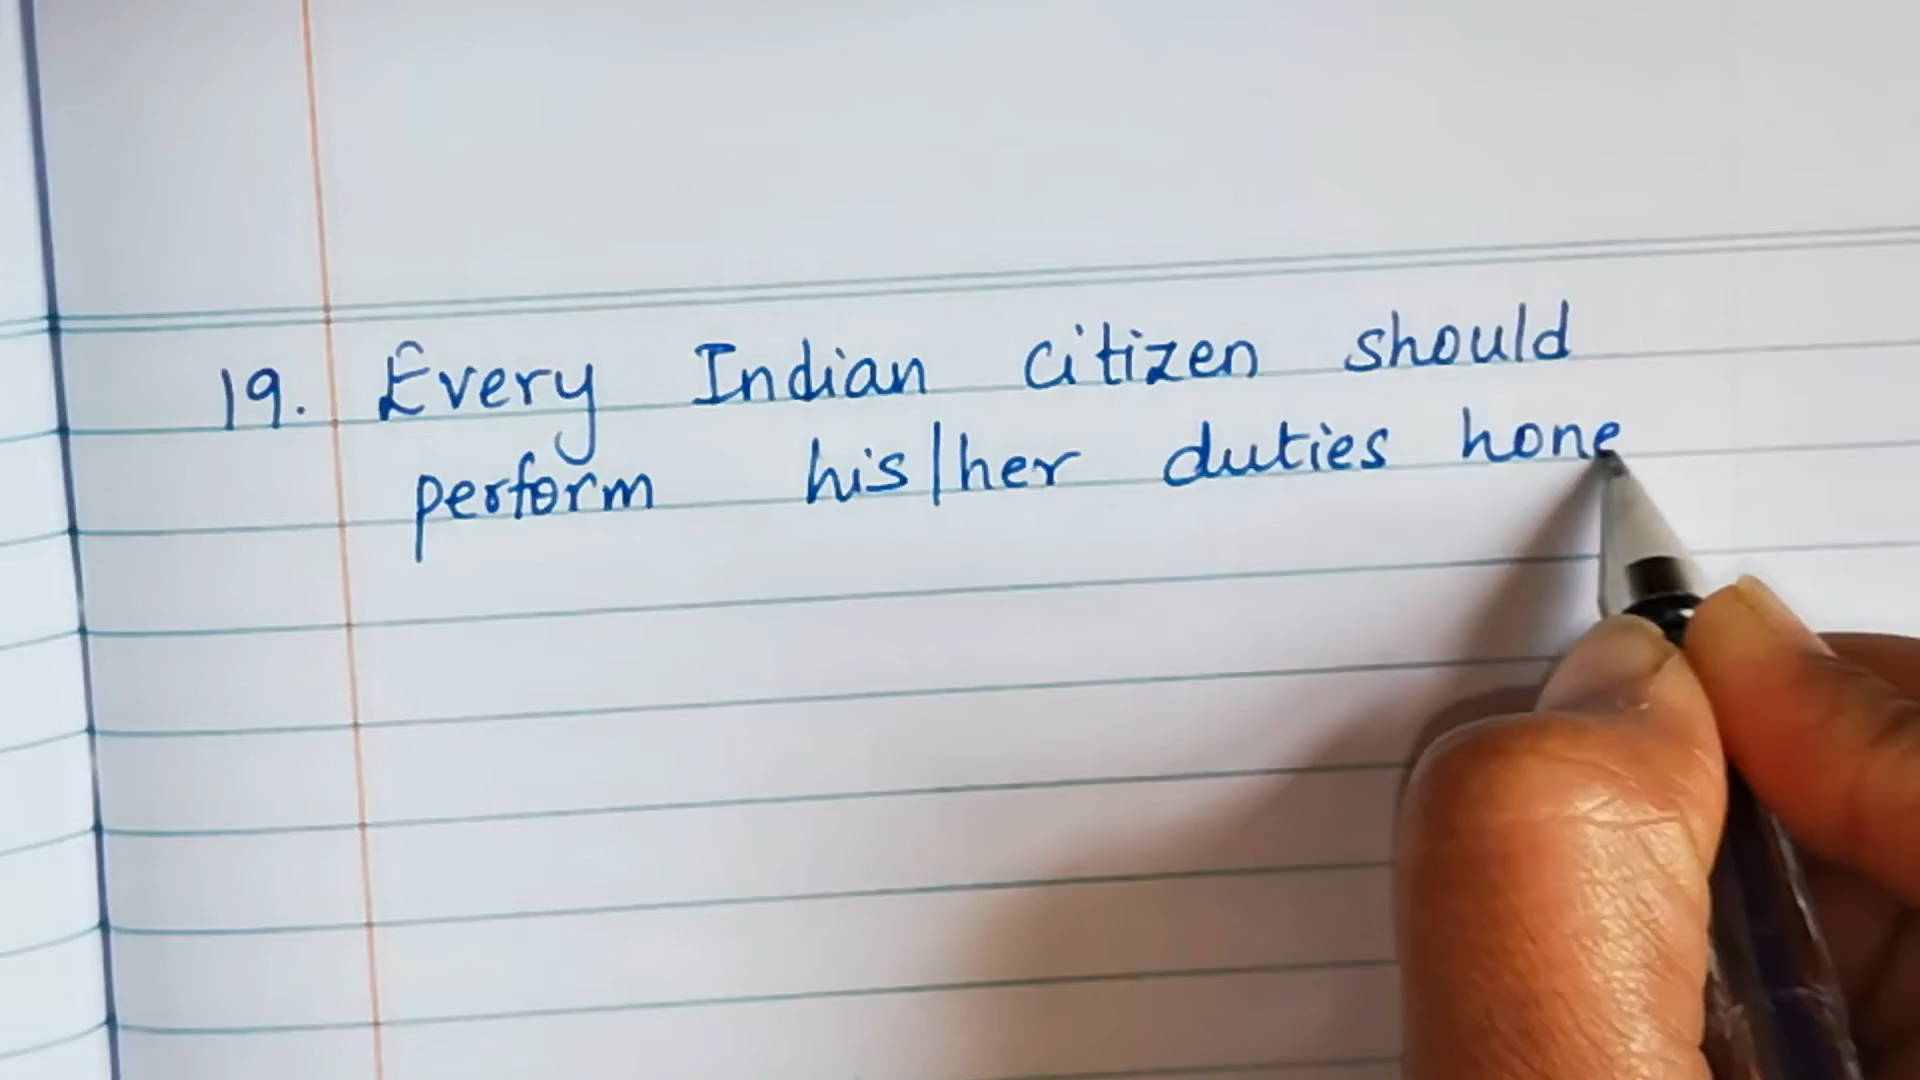 19. Every Indian citizen should
perform his/her duties hone